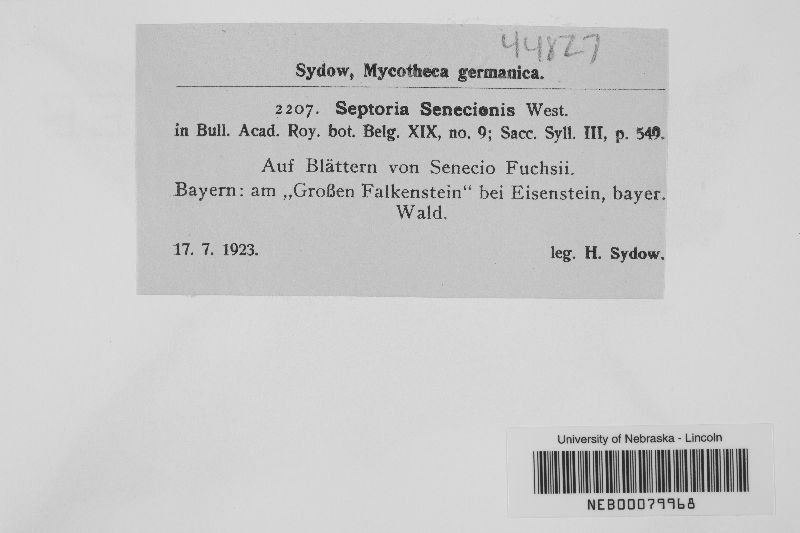 44827
Sydow, Mycotheca germanica.
2207. Septoria Senecionis West.
in Bull. Acad. Roy. bot. Belg. XIX, no. 9; Sacc. Syll. III, p. 549.
Auf Blättern von Senecio Fuchsii.
Bayern: am „Großen Falkenstein“ bei Eisenstein, bayer.
Wald.
17. 7. 1923. leg. H. Sydow.
University of Nebraska - Lincoln
NEB00079968